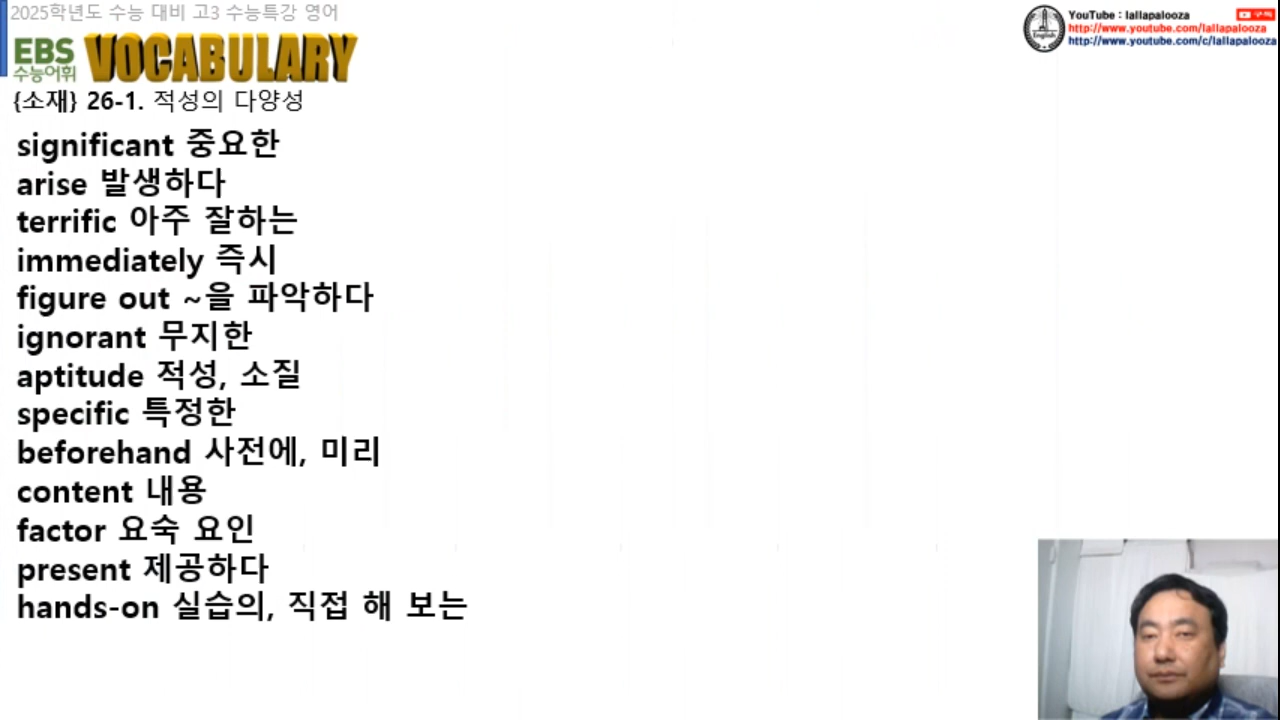 2025학년도 수능 대비 고3 수능특강 영어
YouTube : lallapalooza
구독
http://www.youtube.com/lallapalooza
http://www.youtube.com/c/lallapalooza
English
EBS
수능어휘
VOCABULARY
{소재} 26-1. 적성의 다양성
significant 중요한
arise 발생하다
terrific 아주 잘하는
immediately 즉시
figure out ~을 파악하다
ignorant 무지한
aptitude 적성, 소질
specific 특정한
beforehand 사전에, 미리
content 내용
factor 요숙 요인
present 제공하다
hands-on 실습의, 직접 해 보는